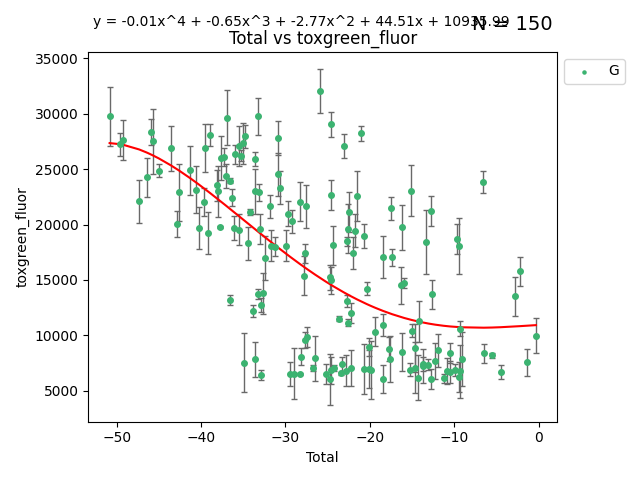 y = -0.01x^4 + -0.65x^3 + -2.77x^2 + 44.51x + 10935.99
N = 150
Total vs toxgreen_fluor
G
35000
30000
25000
20000
15000
10000
5000
toxgreen_fluor
−50 −40 −30 −20 −10 0
Total